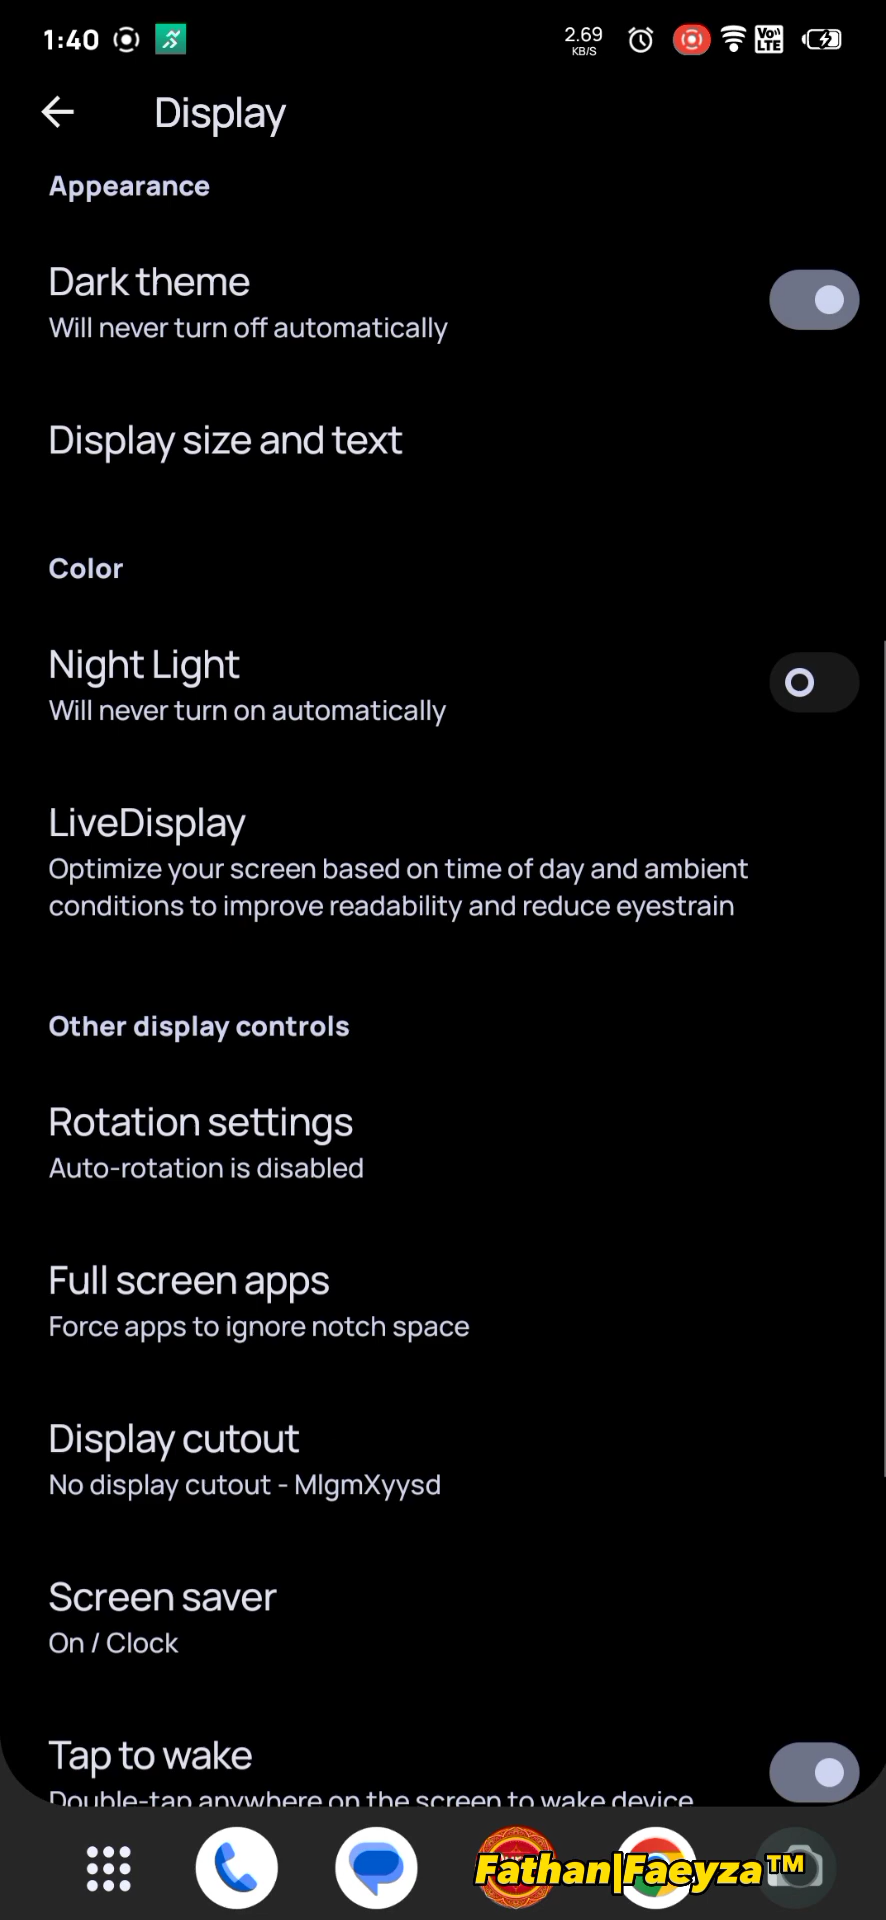 1:40
2.69
KB/S
Vo))
LTE
Display
Appearance
Dark theme
Will never turn off automatically
Display size and text
Color
Night Light
Will never turn on automatically
LiveDisplay
Optimize your screen based on time of day and ambient
conditions to improve readability and reduce eyestrain
Other display controls
Rotation settings
Auto-rotation is disabled
Full screen apps
Force apps to ignore notch space
Display cutout
No display cutout - MlgmXyysd
Screen saver
On / Clock
Tap to wake
Double-tap anywhere on the screen to wake device
Fathan|Faeyza™